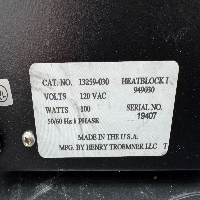 CAT. NO. 13259-030 HEATBLOCK I
949030
VOLTS 120 VAC
WATTS 100 SERIAL NO.
50/60 Hz 1 PHASE 19407
MADE IN THE U.S.A.
MFG. BY HENRY TROEMNER LLC T